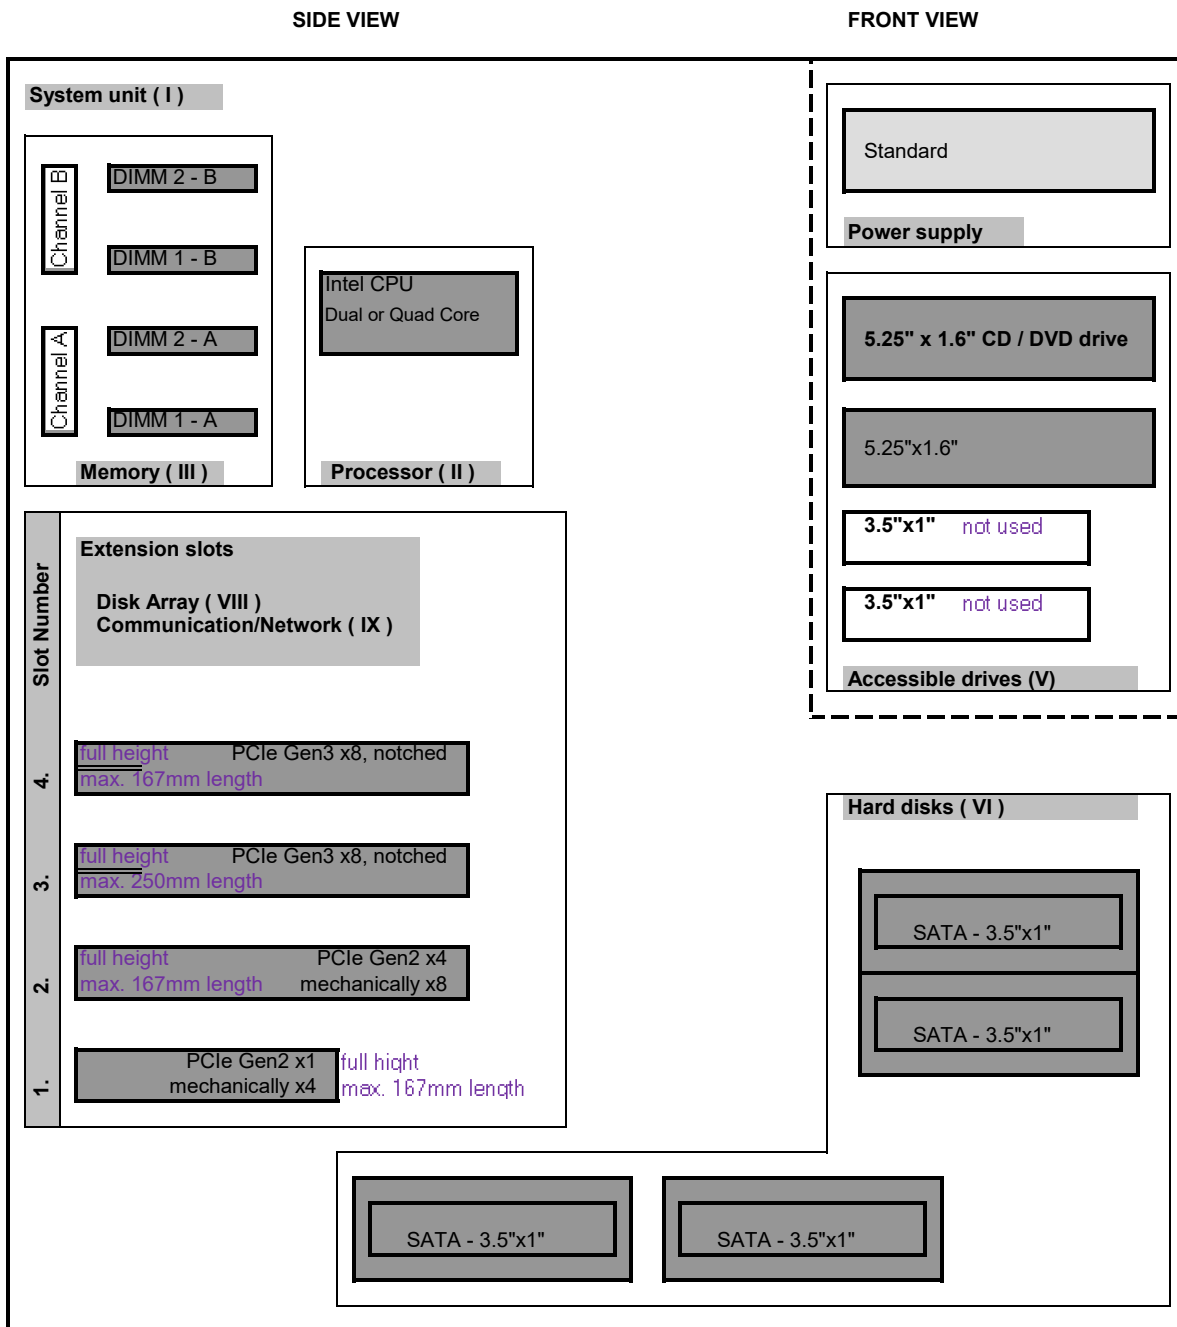 SIDE VIEW
FRONT VIEW
System unit ( I )
Channel B
DIMM 2 - B
DIMM 1 - B
Channel A
DIMM 2 - A
DIMM 1 - A
Memory ( III )
Intel CPU
Dual or Quad Core
Processor ( II )
Standard
Power supply
5.25" x 1.6" CD / DVD drive
5.25"x1.6"
3.5"x1" not used
3.5"x1" not used
Accessible drives (V)
Slot Number
Extension slots
Disk Array ( VIII )
Communication/Network ( IX )
4.
full height PCIe Gen3 x8, notched
max. 167mm length
3.
full height PCIe Gen3 x8, notched
max. 250mm length
2.
full height PCIe Gen2 x4
max. 167mm length mechanically x8
1.
PCIe Gen2 x1 full hight
mechanically x4 max. 167mm length
Hard disks ( VI )
SATA - 3.5"x1"
SATA - 3.5"x1"
SATA - 3.5"x1"
SATA - 3.5"x1"